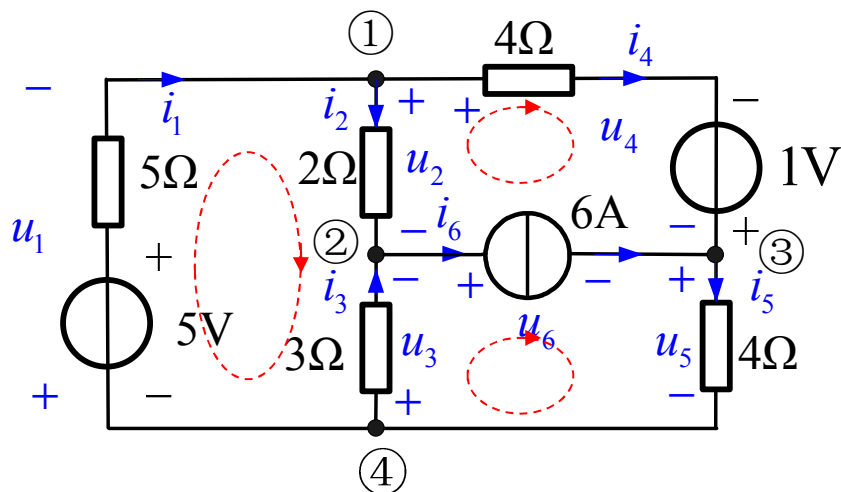 ① 4Ω i₄
− i₁ i₂ + + −
5Ω 2Ω u₂ u₄ 1V
u₁ + ② − i₆ 6A − + ③
5V i₃ − + − + i₅
3Ω u₃ u₆ u₅ 4Ω
+ − + −
④